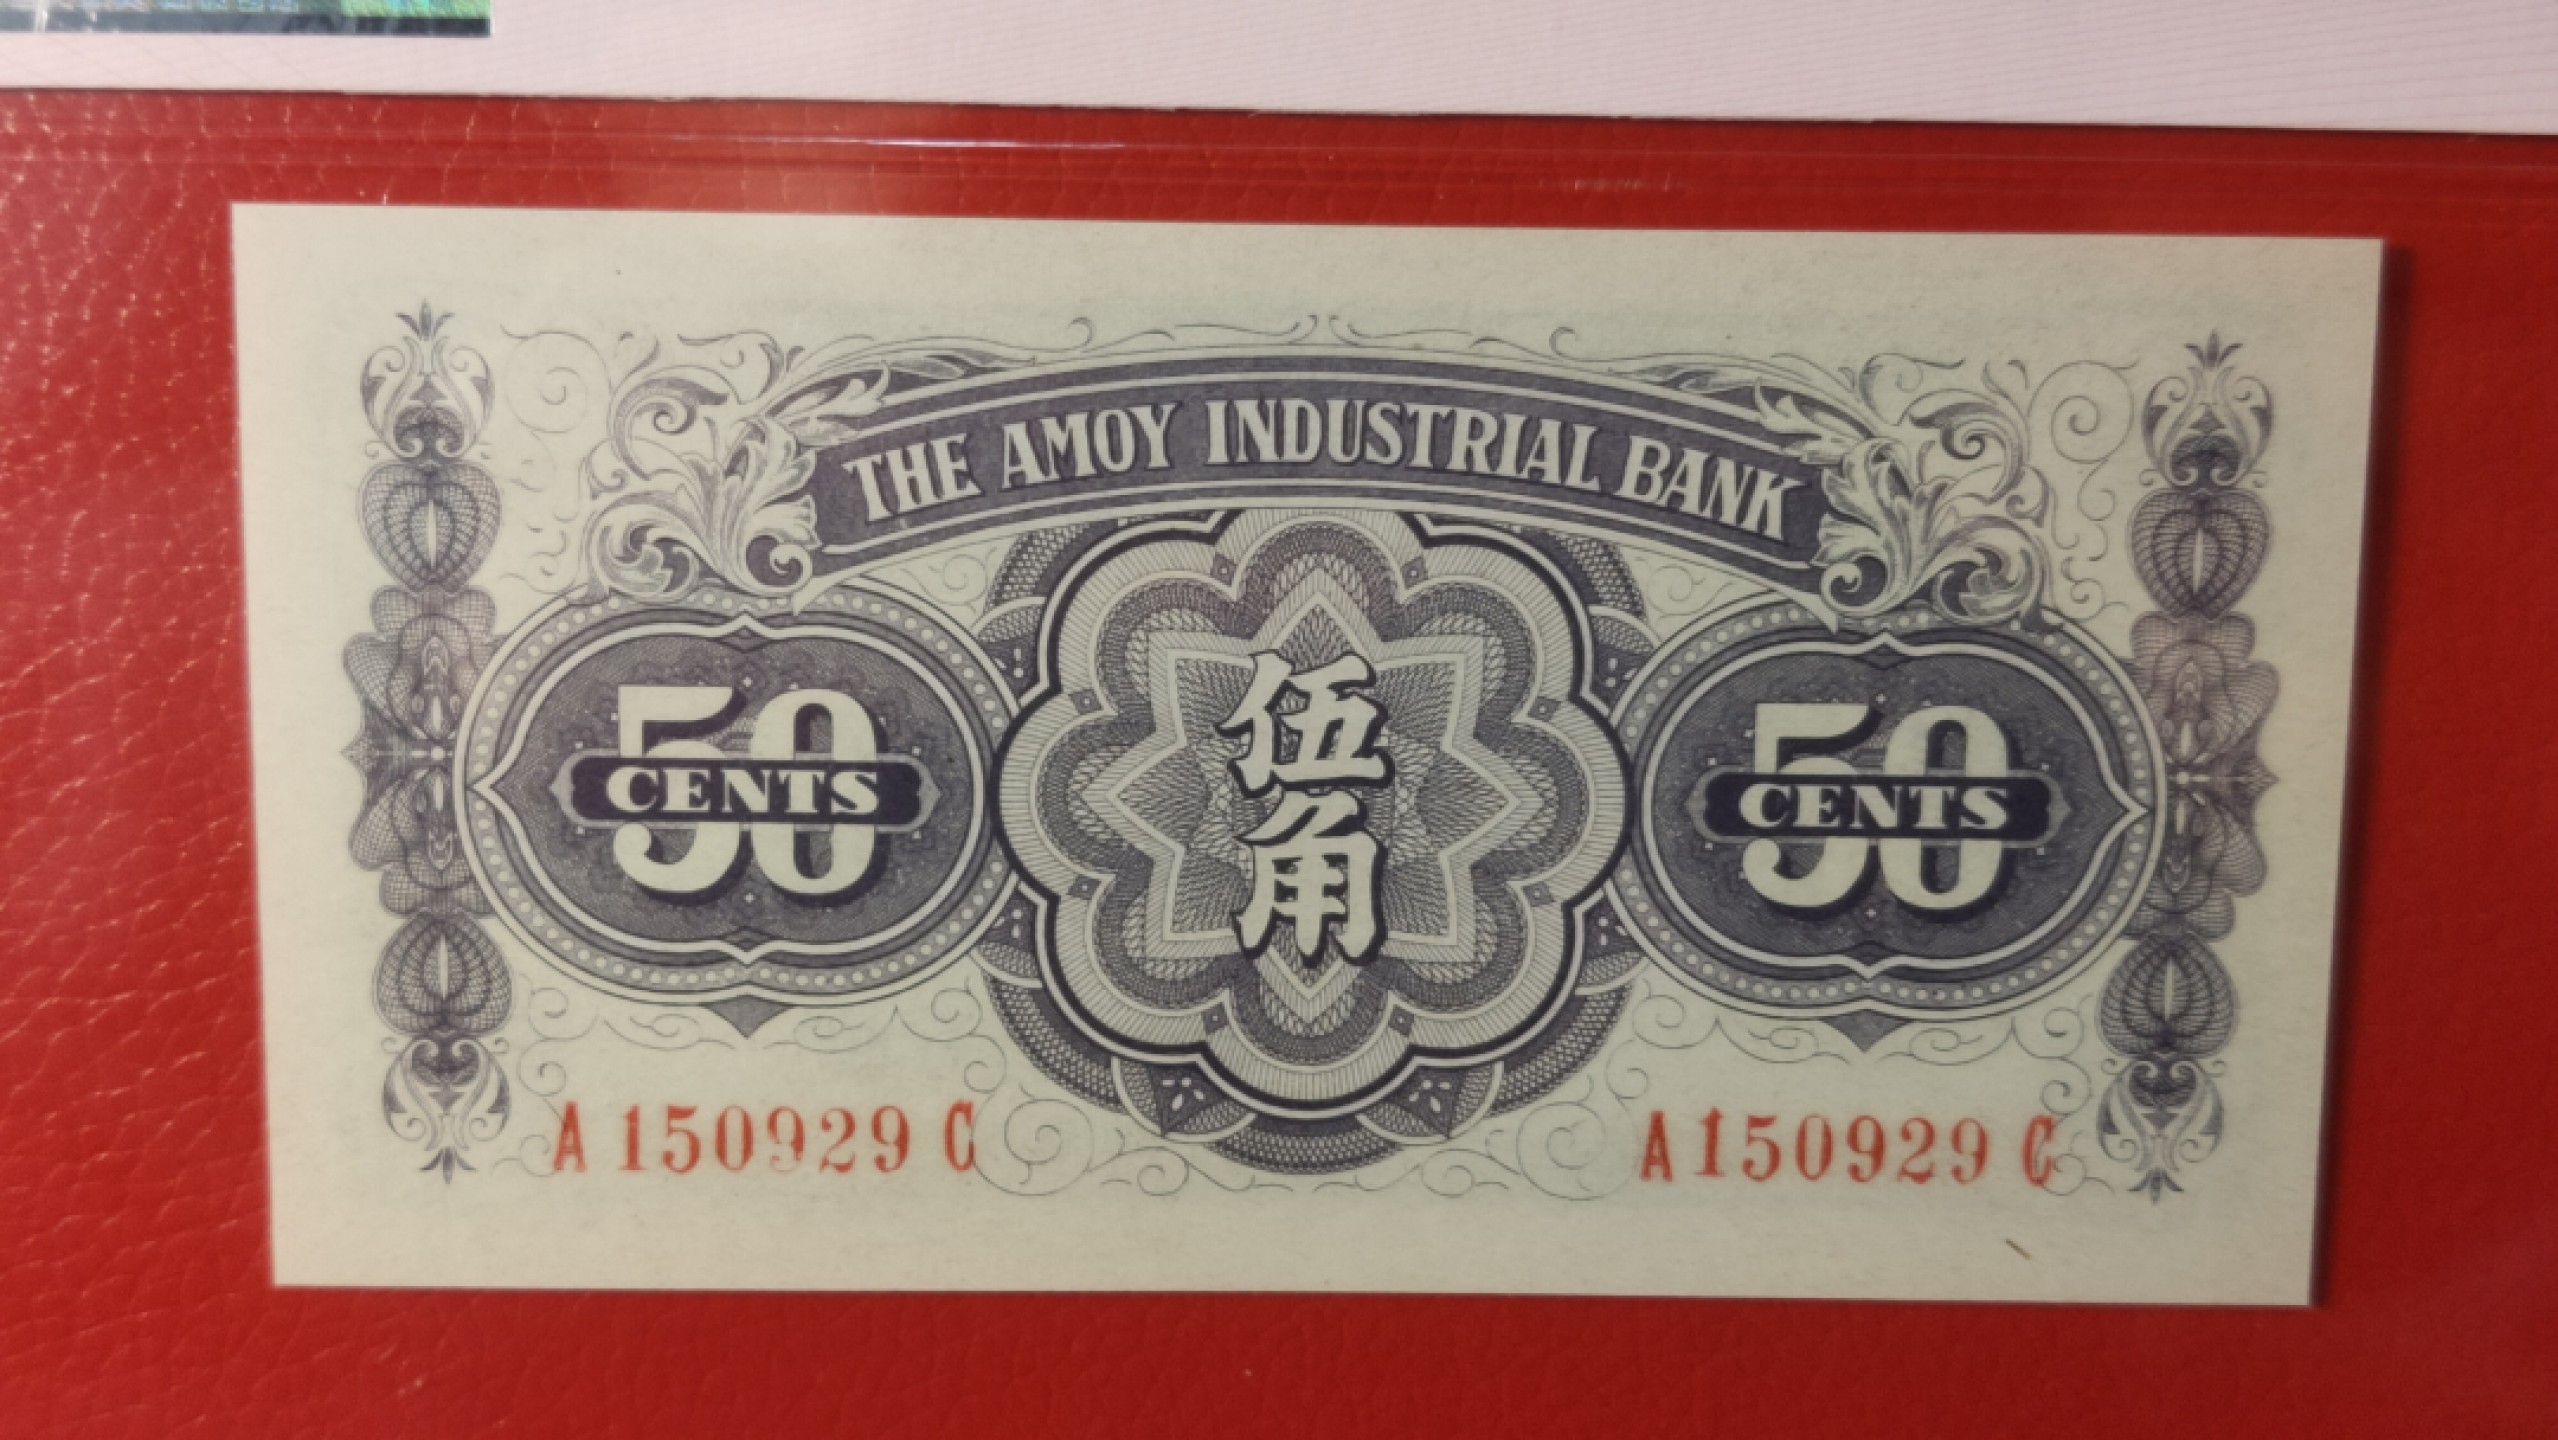 THE AMOY INDUSTRIAL BANK
50
CENTS
伍角
50
CENTS
A 150929 C
A 150929 C